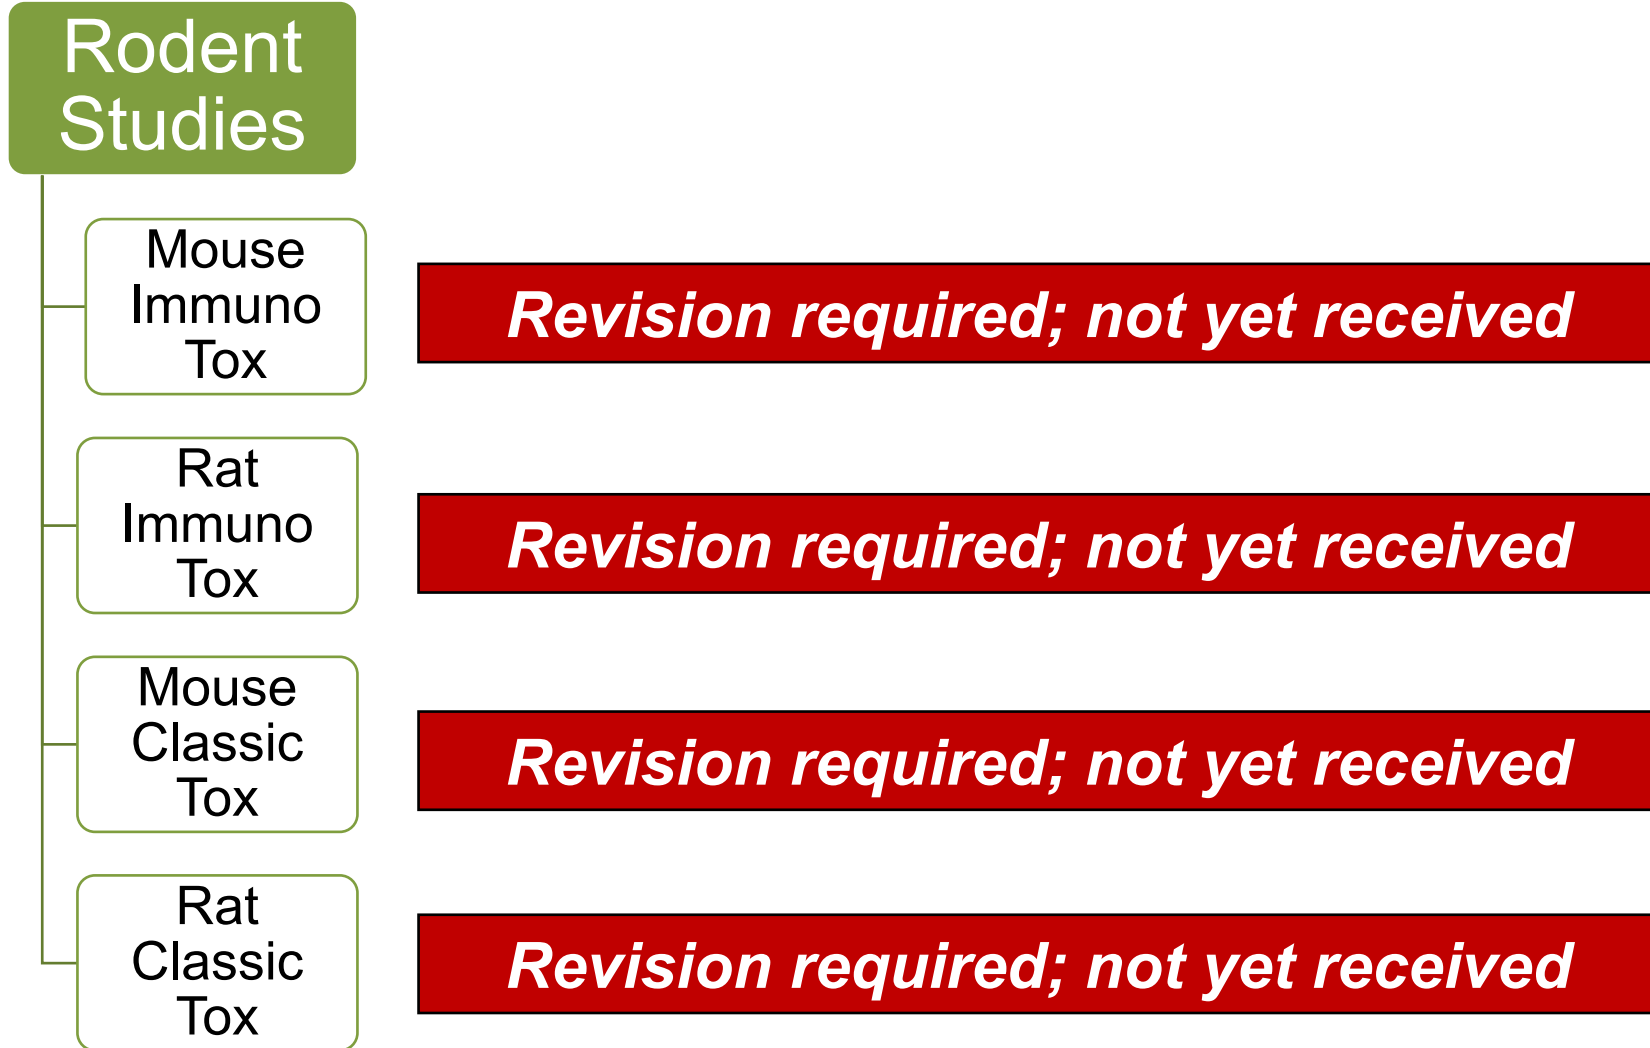 Rodent
Studies
Mouse
Immuno
Tox
Revision required; not yet received
Rat
Immuno
Tox
Revision required; not yet received
Mouse
Classic
Tox
Revision required; not yet received
Rat
Classic
Tox
Revision required; not yet received